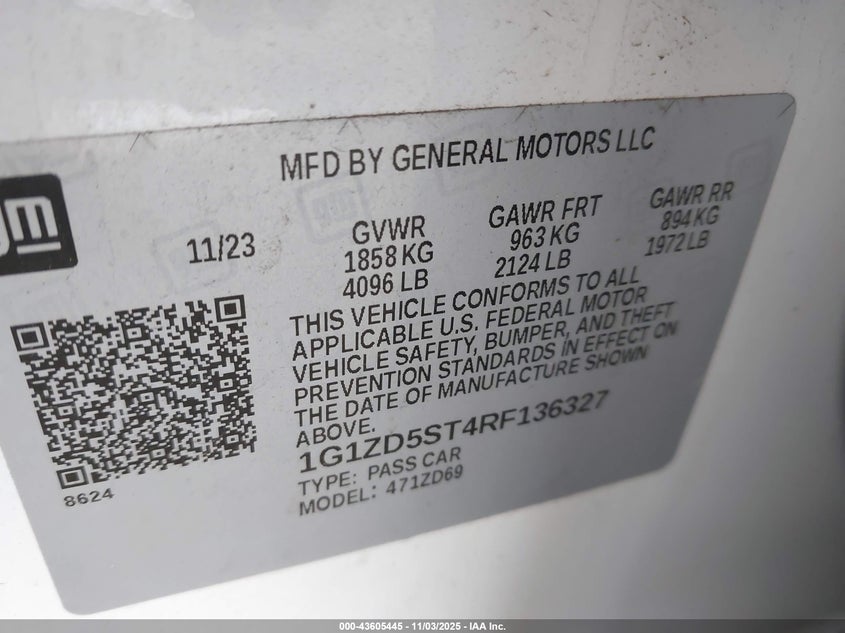 MFD BY GENERAL MOTORS LLC
gm
11/23
GVWR
1858 KG
4096 LB
GAWR FRT
963 KG
2124 LB
GAWR RR
894 KG
1972 LB
THIS VEHICLE CONFORMS TO ALL
APPLICABLE U.S. FEDERAL MOTOR
VEHICLE SAFETY, BUMPER, AND THEFT
PREVENTION STANDARDS IN EFFECT ON
THE DATE OF MANUFACTURE SHOWN
ABOVE.
1G1ZD5ST4RF136327
TYPE: PASS CAR
MODEL: 471ZD69
8624
000-43605445 - 11/03/2025 - IAA Inc.